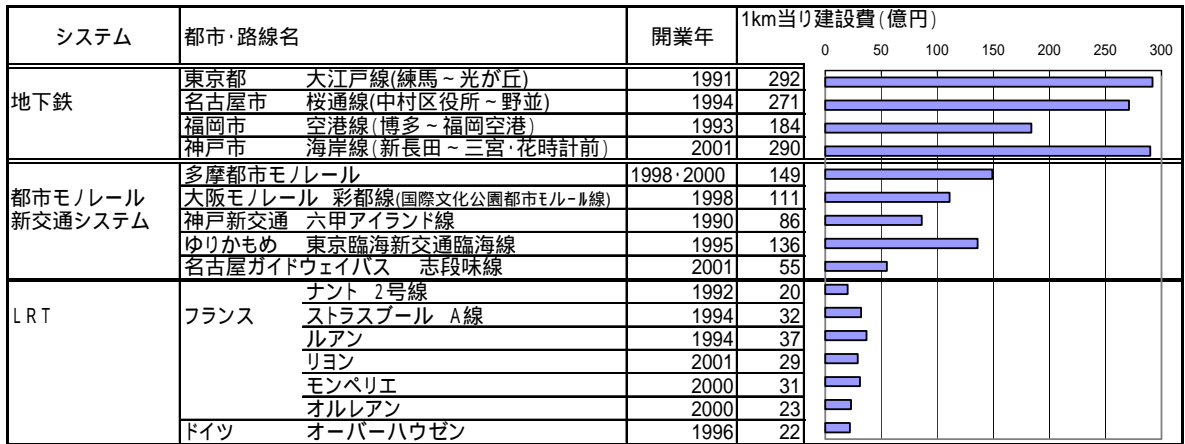 システム 都市･路線名 開業年 1km当り建設費(億円)
0 50 100 150 200 250 300
地下鉄
東京都 大江戸線(練馬～光が丘) 1991 292
名古屋市 桜通線(中村区役所～野並) 1994 271
福岡市 空港線(博多～福岡空港) 1993 184
神戸市 海岸線(新長田～三宮･花時計前) 2001 290
都市モノレール
新交通システム
多摩都市モノレール 1998･2000 149
大阪モノレール 彩都線(国際文化公園都市ﾓﾉﾚｰﾙ線) 1998 111
神戸新交通 六甲アイランド線 1990 86
ゆりかもめ 東京臨海新交通臨海線 1995 136
名古屋ガイドウェイバス 志段味線 2001 55
LRT
フランス
ナント 2号線 1992 20
ストラスブール A線 1994 32
ルアン 1994 37
リヨン 2001 29
モンペリエ 2000 31
オルレアン 2000 23
ドイツ オーバーハウゼン 1996 22